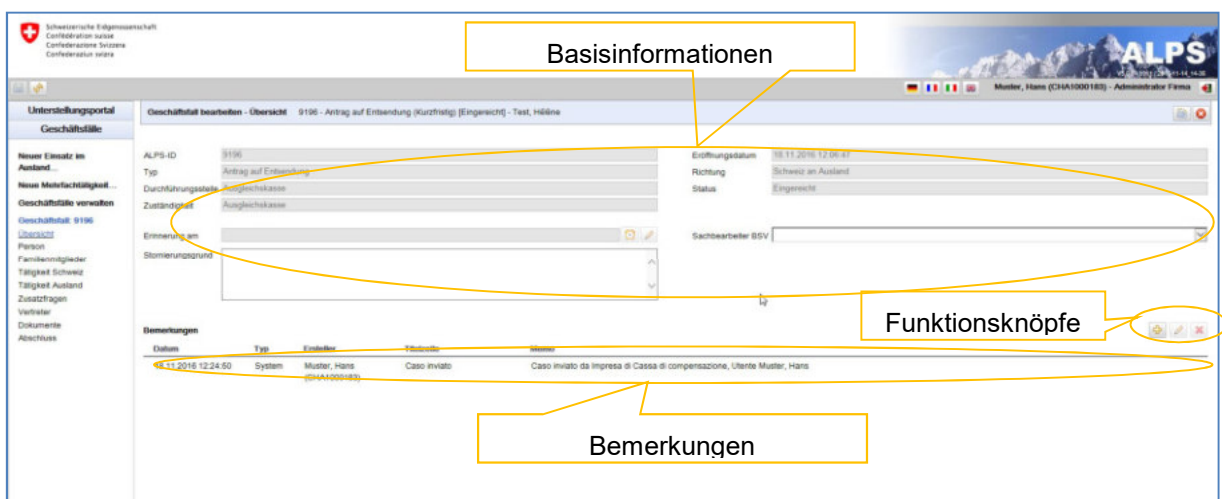 Schweizerische Eidgenossenschaft
Confédération suisse
Confederazione Svizzera
Confederaziun svizra
Basisinformationen
ALPS
Muster, Hans (CHA1000183) - Administrator Firma
Unterstellungsportal
Geschäftsfall bearbeiten - Übersicht 9196 - Antrag auf Entsendung (Kurzfristig) [Eingereicht] - Test, Hélène
Geschäftsfälle
Neuer Einsatz im
Ausland...
Neue Mehrfachtätigkeit...
Geschäftsfälle verwalten
Geschäftsfall: 9196
Übersicht
Person
Familienmitglieder
Tätigkeit Schweiz
Tätigkeit Ausland
Zusatzfragen
Vertreter
Dokumente
Abschluss
ALPS-ID 9196
Typ Antrag auf Entsendung
Durchführungsstelle Ausgleichskasse
Zuständigkeit Ausgleichskasse
Erinnerung am
Stornierungsgrund
Eröffnungsdatum 18.11.2016 12:06:47
Richtung Schweiz an Ausland
Status Eingereicht
Sachbearbeiter BSV
Funktionsknöpfe
Bemerkungen
Datum Typ Ersteller Titelzeile Memo
18.11.2016 12:24:50 System Muster, Hans Caso inviato Caso inviato da Impresa di Cassa di compensazione, Utente Muster, Hans
(CHA1000183)
Bemerkungen